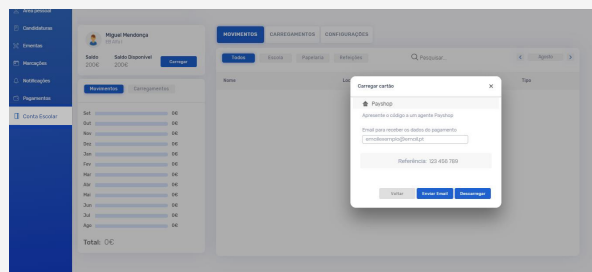 Área pessoal
Candidaturas
Ementas
Marcações
Notificações
Pagamentos
Conta Escolar
Miguel Mendonça
Saldo
200€
Saldo Disponível
200€
Carregar
Movimentos
Carregamentos
Set 0€
Out 0€
Nov 0€
Dez 0€
Jan 0€
Fev 0€
Mar 0€
Abr 0€
Mai 0€
Jun 0€
Jul 0€
Ago 0€
Total: 0€
MOVIMENTOS
CARREGAMENTOS
CONFIGURAÇÕES
Todos
Escola
Papelaria
Refeições
Pesquisar...
Agosto
Nome
Tipo
Carregar cartão
Payshop
Apresente o código a um agente Payshop
Email para receber os dados do pagamento
emrodeexemplo@email.pt
Referência: 123 456 789
Voltar
Enviar Email
Descarregar